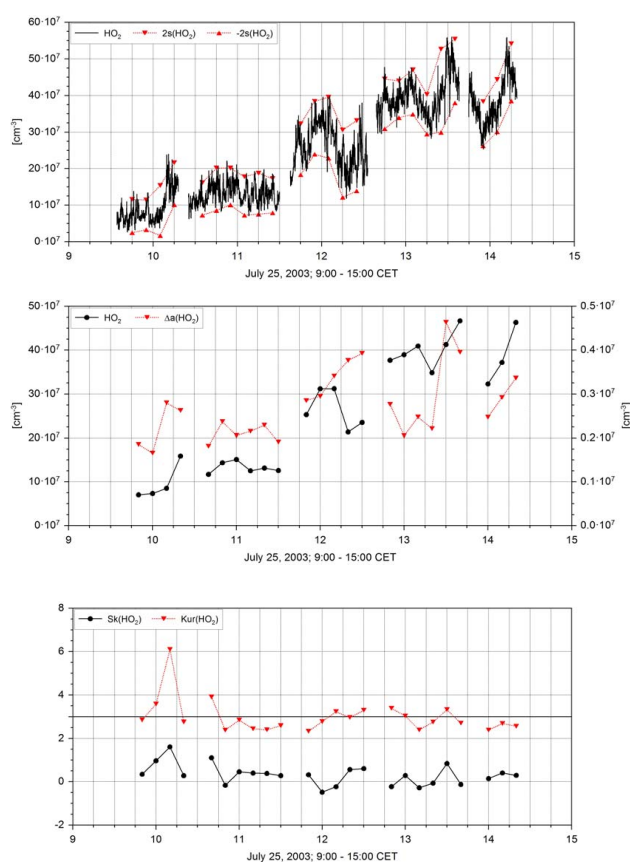 HO₂ 2s(HO₂) -2s(HO₂)
60·10⁷
50·10⁷
40·10⁷
30·10⁷
20·10⁷
10·10⁷
0·10⁷
[cm⁻³]
9 10 11 12 13 14 15
July 25, 2003; 9:00 - 15:00 CET
HO₂ Δa(HO₂)
50·10⁷ 0.5·10⁷
40·10⁷ 0.4·10⁷
30·10⁷ 0.3·10⁷
20·10⁷ 0.2·10⁷
10·10⁷ 0.1·10⁷
0·10⁷ 0.0·10⁷
[cm⁻³] [cm⁻³]
9 10 11 12 13 14 15
July 25, 2003; 9:00 - 15:00 CET
Sk(HO₂) Kur(HO₂)
8
6
4
2
0
-2
9 10 11 12 13 14 15
July 25, 2003; 9:00 - 15:00 CET